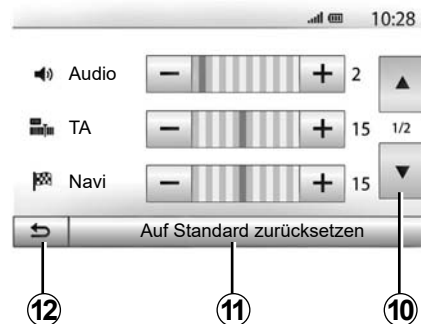 10:28
Audio 2
TA 15 1/2
Navi 15
Auf Standard zurücksetzen
12 11 10